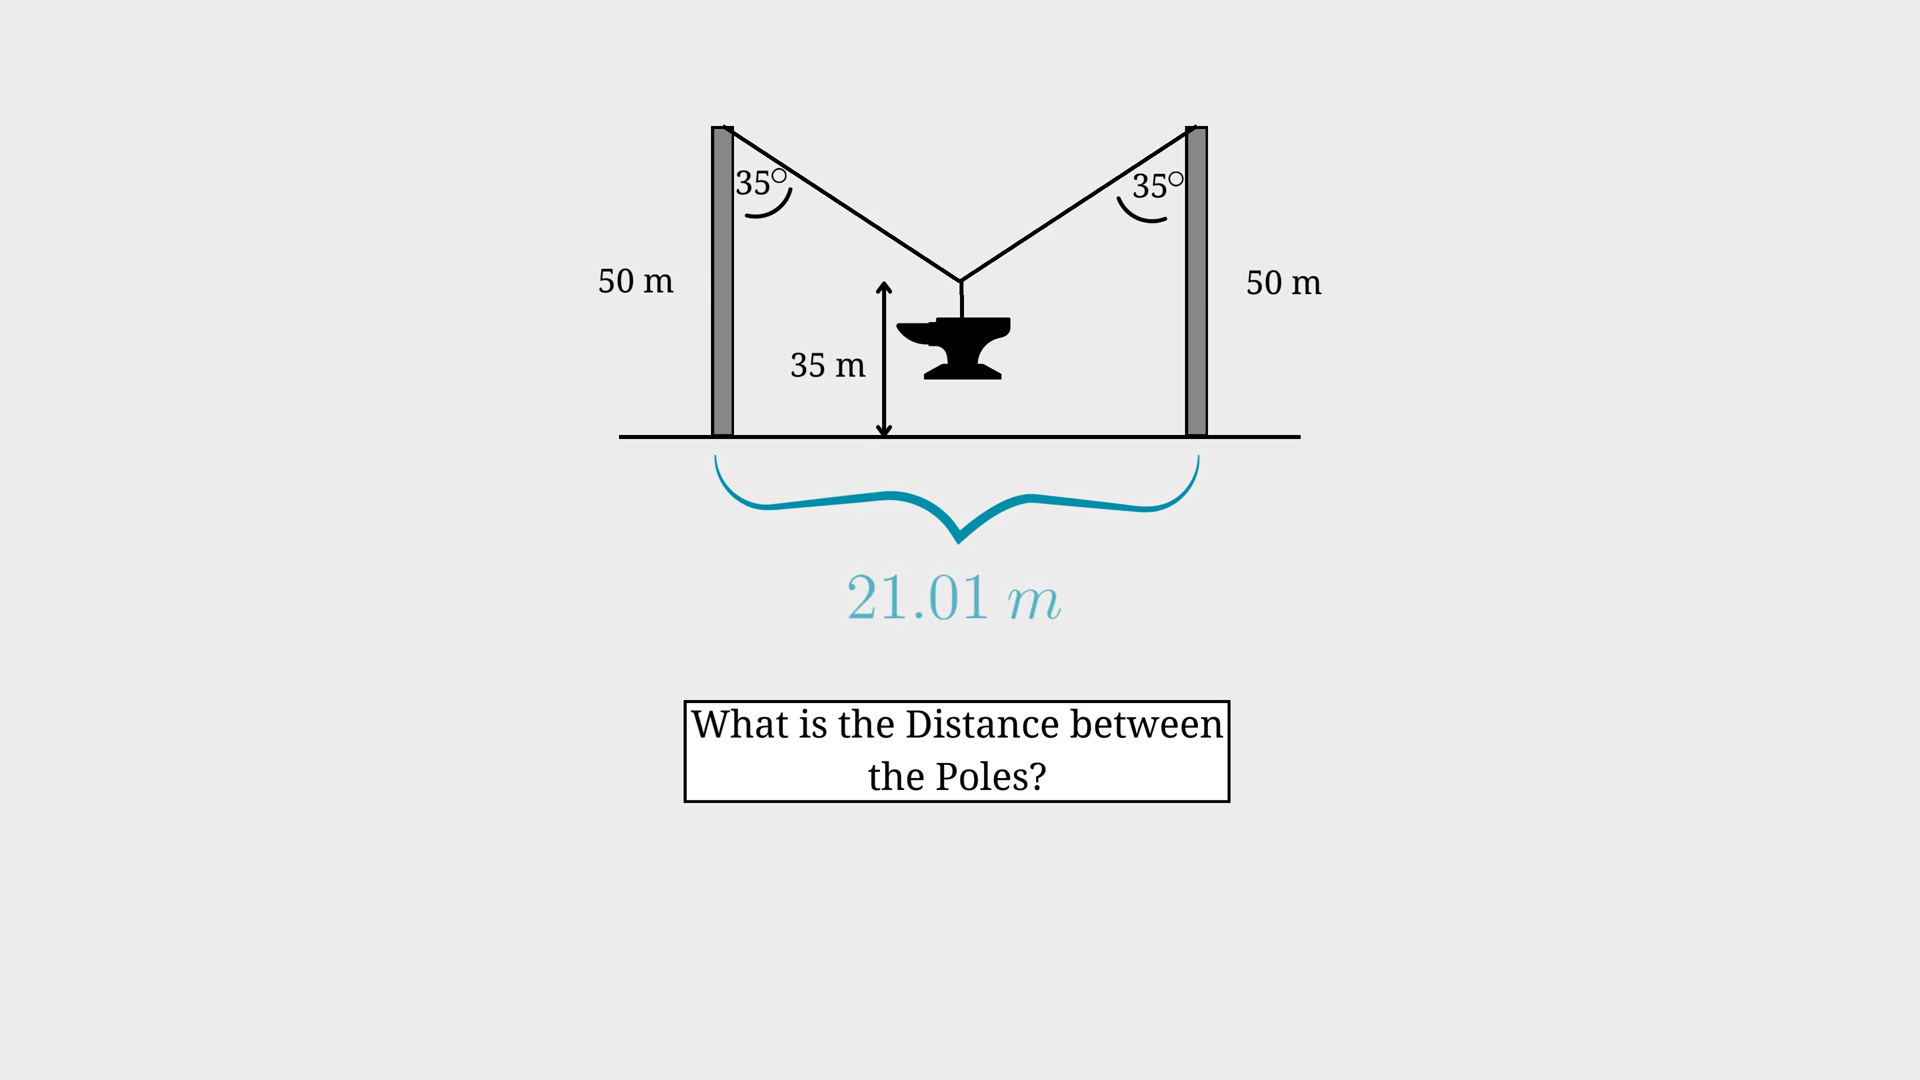 35°
35°
50 m
50 m
35 m
21.01 m
What is the Distance between
the Poles?